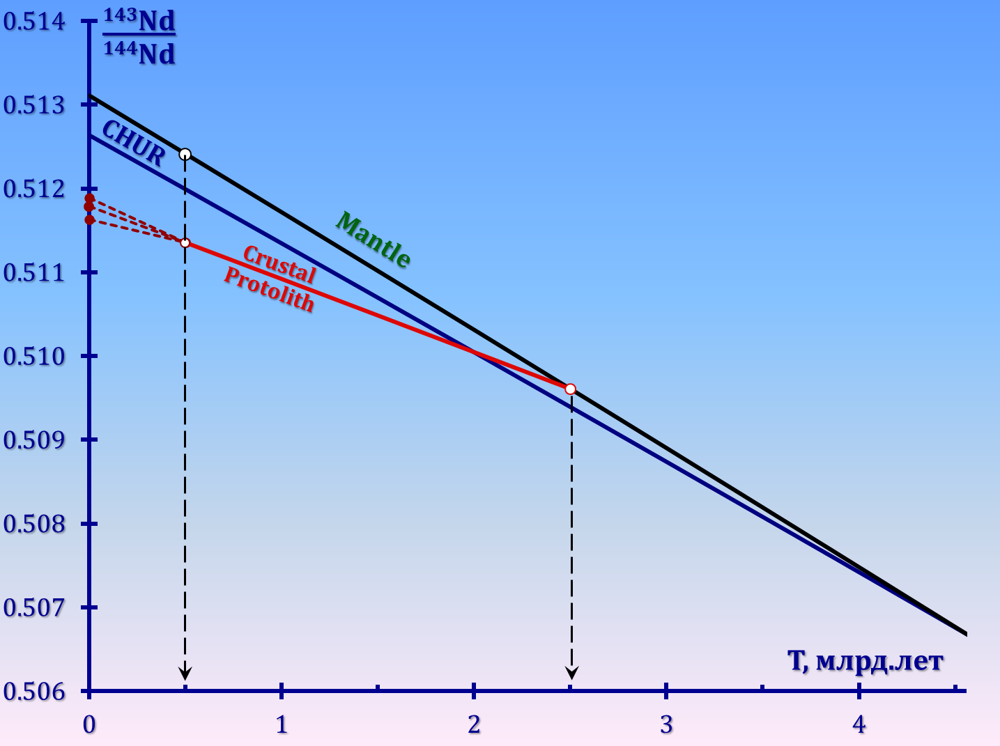 0.514
¹⁴³Nd
¹⁴⁴Nd
0.513
CHUR
0.512
Mantle
Crustal
Protolith
0.511
0.510
0.509
0.508
0.507
T, млрд.лет
0.506
0 1 2 3 4